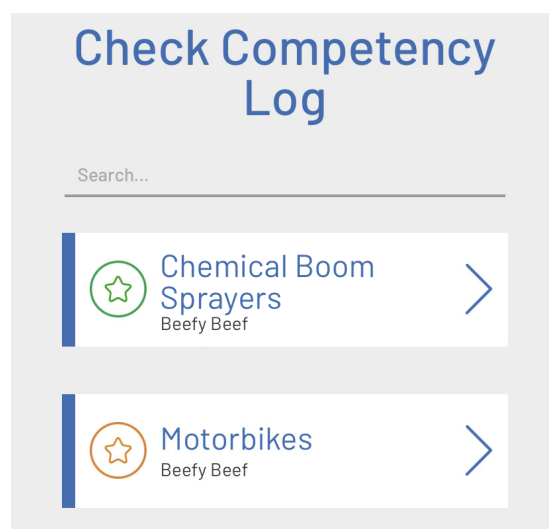 Check Competency
Log
Search...
Chemical Boom
Sprayers
Beefy Beef
Motorbikes
Beefy Beef